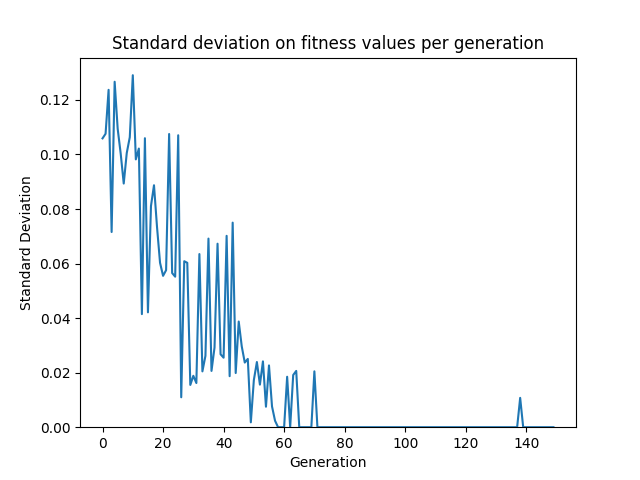 Standard deviation on fitness values per generation
0.12
0.10
0.08
0.06
0.04
0.02
0.00
Standard Deviation
0 20 40 60 80 100 120 140
Generation